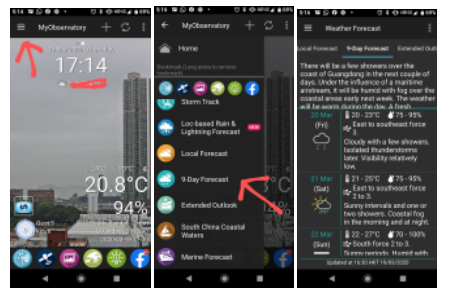 MyObservatory
17:14
20.8°C
94%
MyObservatory
Home
Bookmark (Long press to remove bookmark)
Storm Track
Loc-based Rain &
Lightning Forecast
Local Forecast
9-Day Forecast
Extended Outlook
South China Coastal
Waters
Marine Forecast
Weather Forecast
Local Forecast 9-Day Forecast Extended Outl
There will be a few showers over the
coast of Guangdong in the next couple of
days. Under the influence of a maritime
airstream, it will be humid with fog over the
coastal areas early next week. The weather
will be warm during the day. A fresh
20 Mar
(Fri)
20 - 23°C 75 - 95%
East to southeast force
3.
Cloudy with a few showers.
Isolated thunderstorms
later. Visibility relatively
low.
21 Mar
(Sat)
21 - 25°C 75 - 95%
East to southeast force
2 to 3.
Sunny intervals and one or
two showers. Coastal fog
in the morning and at night.
22 Mar
(Sun)
22 - 27°C 70 - 100%
South force 2 to 3.
Sunny periods. Humid with
Updated at 16:30 HKT 19/03/2020